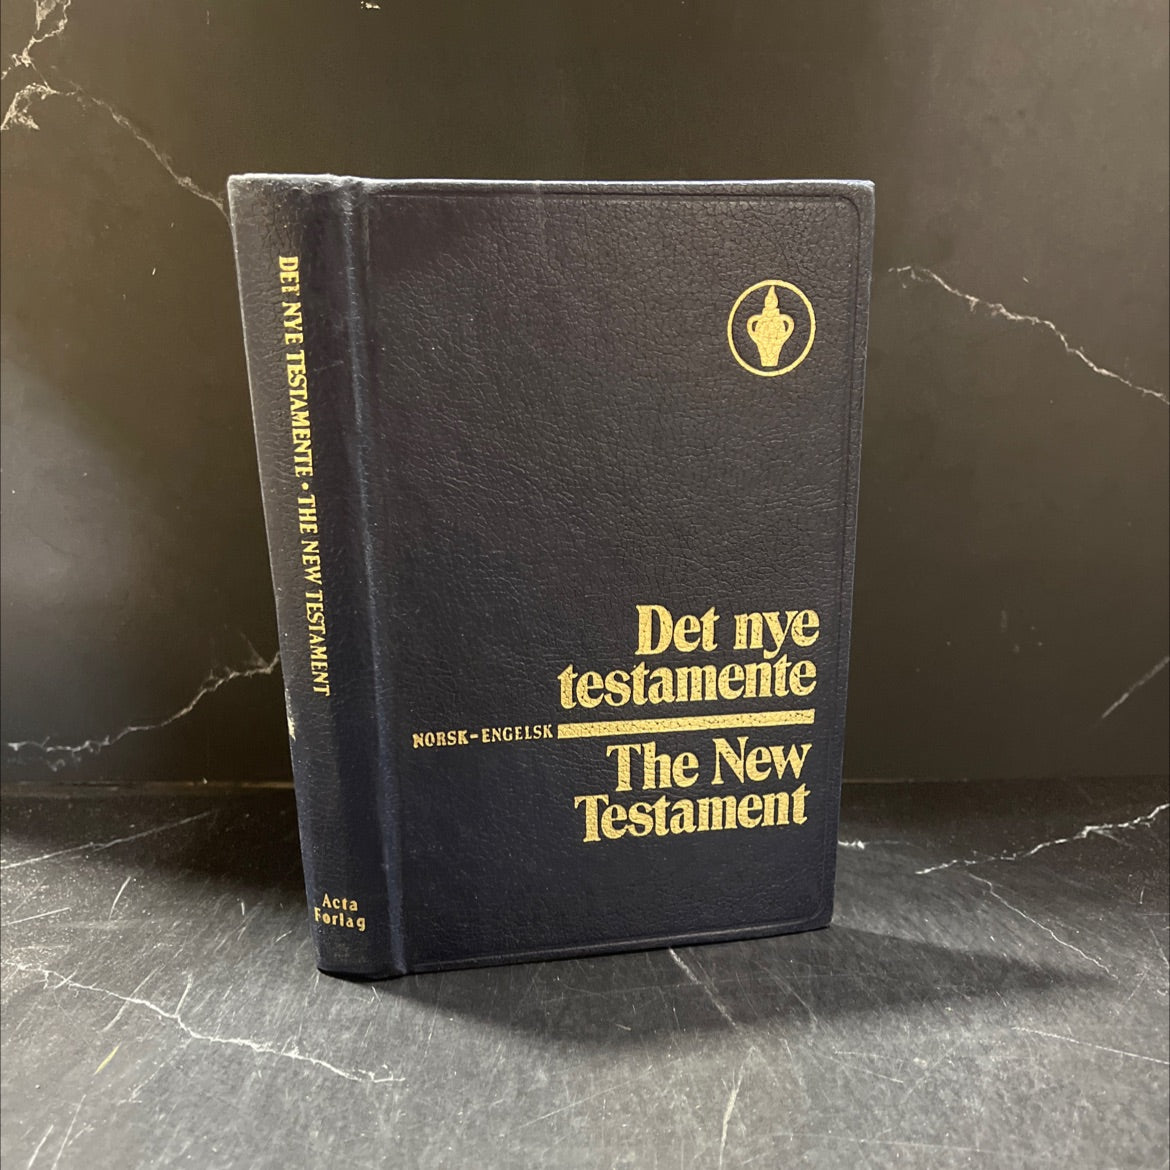 DET NYE TESTAMENTE • THE NEW TESTAMENT
Acta
Forlag
Det nye
testamente
NORSK-ENGELSK
The New
Testament